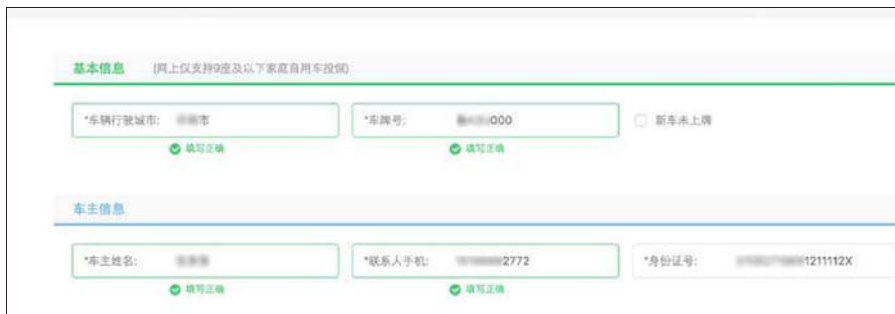 基本信息 (网上仅支持9座及以下家庭自用车投保)
*车辆行驶城市: 市 *车牌号: 000 新车未上牌
填写正确 填写正确
车主信息
*车主姓名: *联系人手机: 2772 *身份证号: 1211112X
填写正确 填写正确